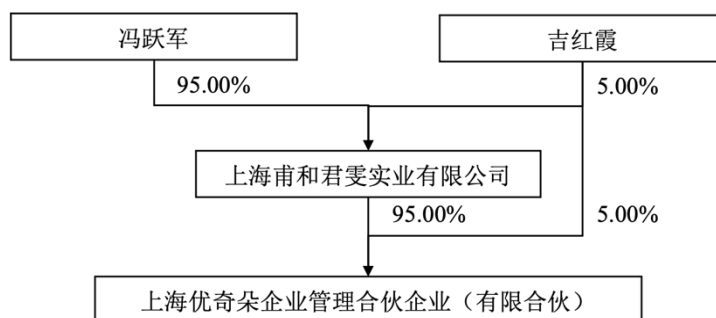 冯跃军
吉红霞
95.00%
5.00%
上海甫和君雯实业有限公司
95.00%
5.00%
上海优奇朵企业管理合伙企业（有限合伙）